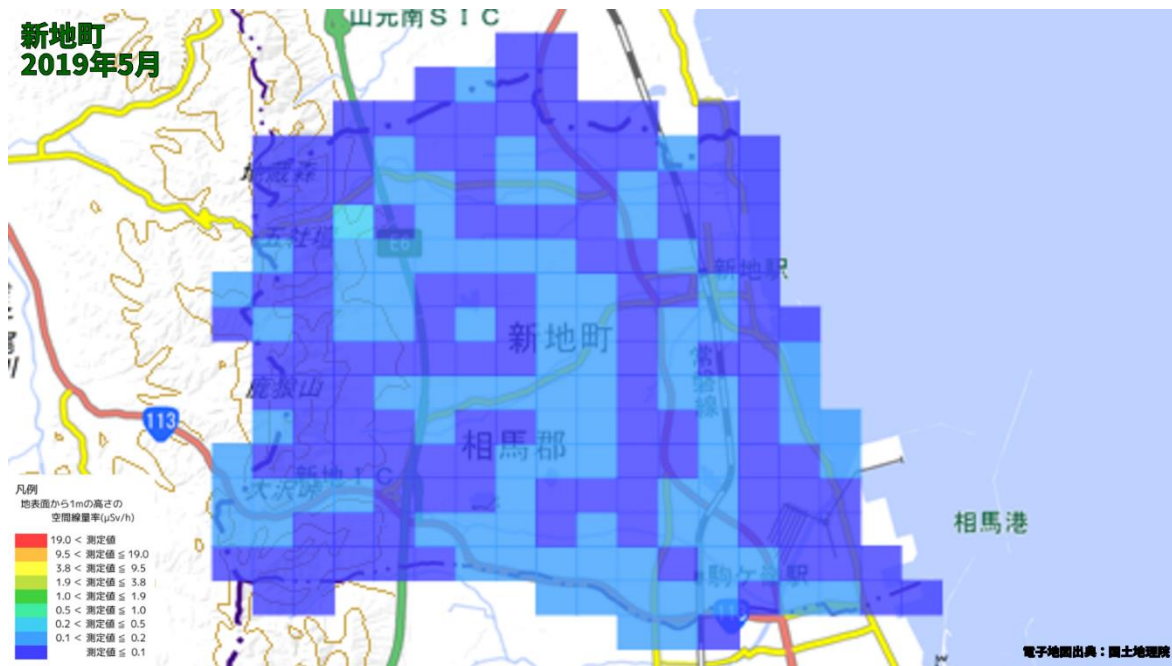 新地町
2019年5月
山元南ＳＩＣ
地蔵森
五社壇
E6
新地駅
新地町
常磐線
鹿狼山
113
相馬郡
新地ＩＣ
大沢峠
相馬港
駒ケ嶺駅
凡例
地表面から1mの高さの
空間線量率(μSv/h)
19.0 < 測定値
9.5 < 測定値 ≦ 19.0
3.8 < 測定値 ≦ 9.5
1.9 < 測定値 ≦ 3.8
1.0 < 測定値 ≦ 1.9
0.5 < 測定値 ≦ 1.0
0.2 < 測定値 ≦ 0.5
0.1 < 測定値 ≦ 0.2
測定値 ≦ 0.1
電子地図出典：国土地理院